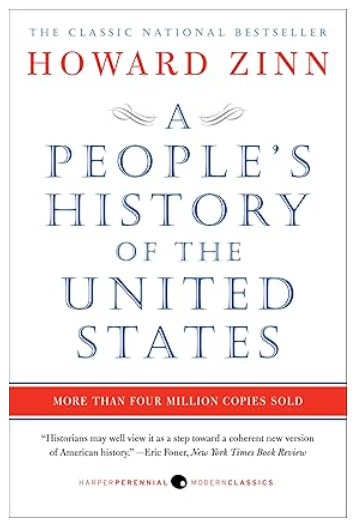 THE CLASSIC NATIONAL BESTSELLER
HOWARD ZINN
A
PEOPLE'S
HISTORY
OF THE
UNITED
STATES
MORE THAN FOUR MILLION COPIES SOLD
“Historians may well view it as a step toward a coherent new version
of American history.” —Eric Foner, New York Times Book Review
HARPERPERENNIAL MODERNCLASSICS